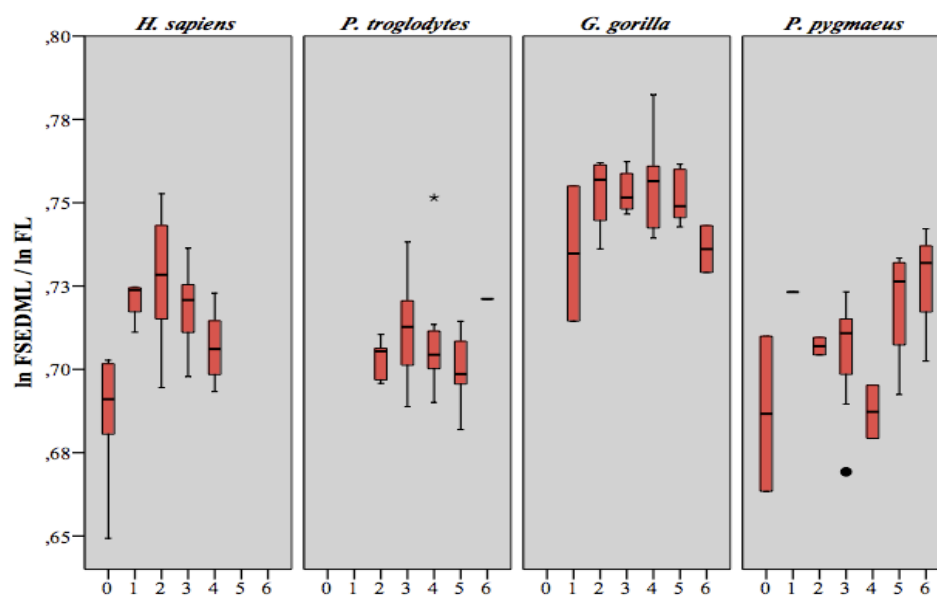 H. sapiens P. troglodytes G. gorilla P. pygmaeus
ln FSEDML / ln FL
,80
,78
,75
,73
,70
,68
,65
0 1 2 3 4 5 6 0 1 2 3 4 5 6 0 1 2 3 4 5 6 0 1 2 3 4 5 6